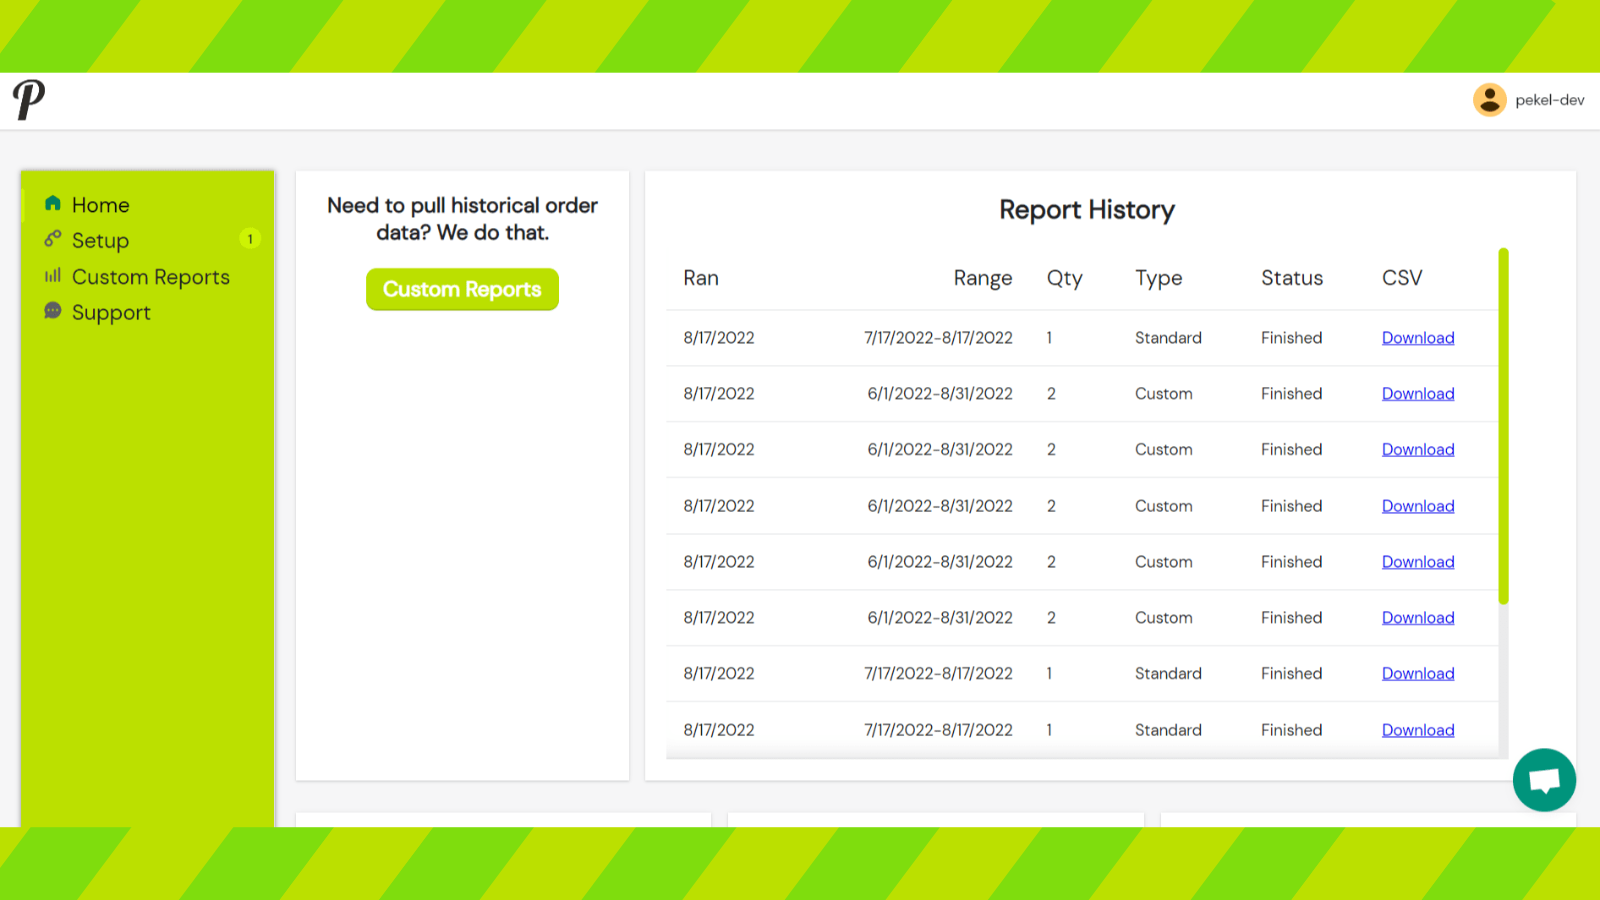 P
pekel-dev
Home
Setup 1
Custom Reports
Support
Need to pull historical order
data? We do that.
Custom Reports
Report History
Ran Range Qty Type Status CSV
8/17/2022 7/17/2022-8/17/2022 1 Standard Finished Download
8/17/2022 6/1/2022-8/31/2022 2 Custom Finished Download
8/17/2022 6/1/2022-8/31/2022 2 Custom Finished Download
8/17/2022 6/1/2022-8/31/2022 2 Custom Finished Download
8/17/2022 6/1/2022-8/31/2022 2 Custom Finished Download
8/17/2022 6/1/2022-8/31/2022 2 Custom Finished Download
8/17/2022 7/17/2022-8/17/2022 1 Standard Finished Download
8/17/2022 7/17/2022-8/17/2022 1 Standard Finished Download